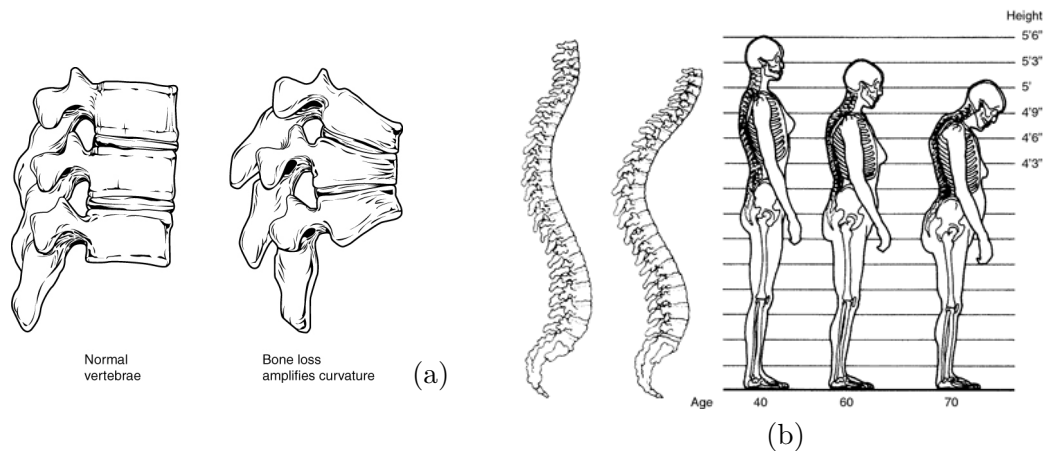 Normal
vertebrae
Bone loss
amplifies curvature
(a)
Height
5'6"
5'3"
5'
4'9"
4'6"
4'3"
Age
40
60
70
(b)